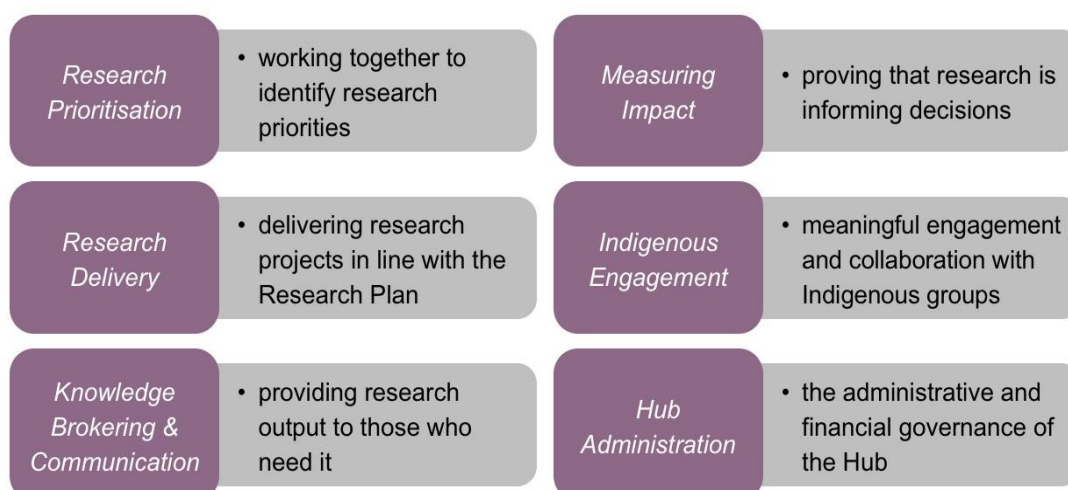 Research
Prioritisation
• working together to
identify research
priorities
Measuring
Impact
• proving that research is
informing decisions
Research
Delivery
• delivering research
projects in line with the
Research Plan
Indigenous
Engagement
• meaningful engagement
and collaboration with
Indigenous groups
Knowledge
Brokering &
Communication
• providing research
output to those who
need it
Hub
Administration
• the administrative and
financial governance of
the Hub